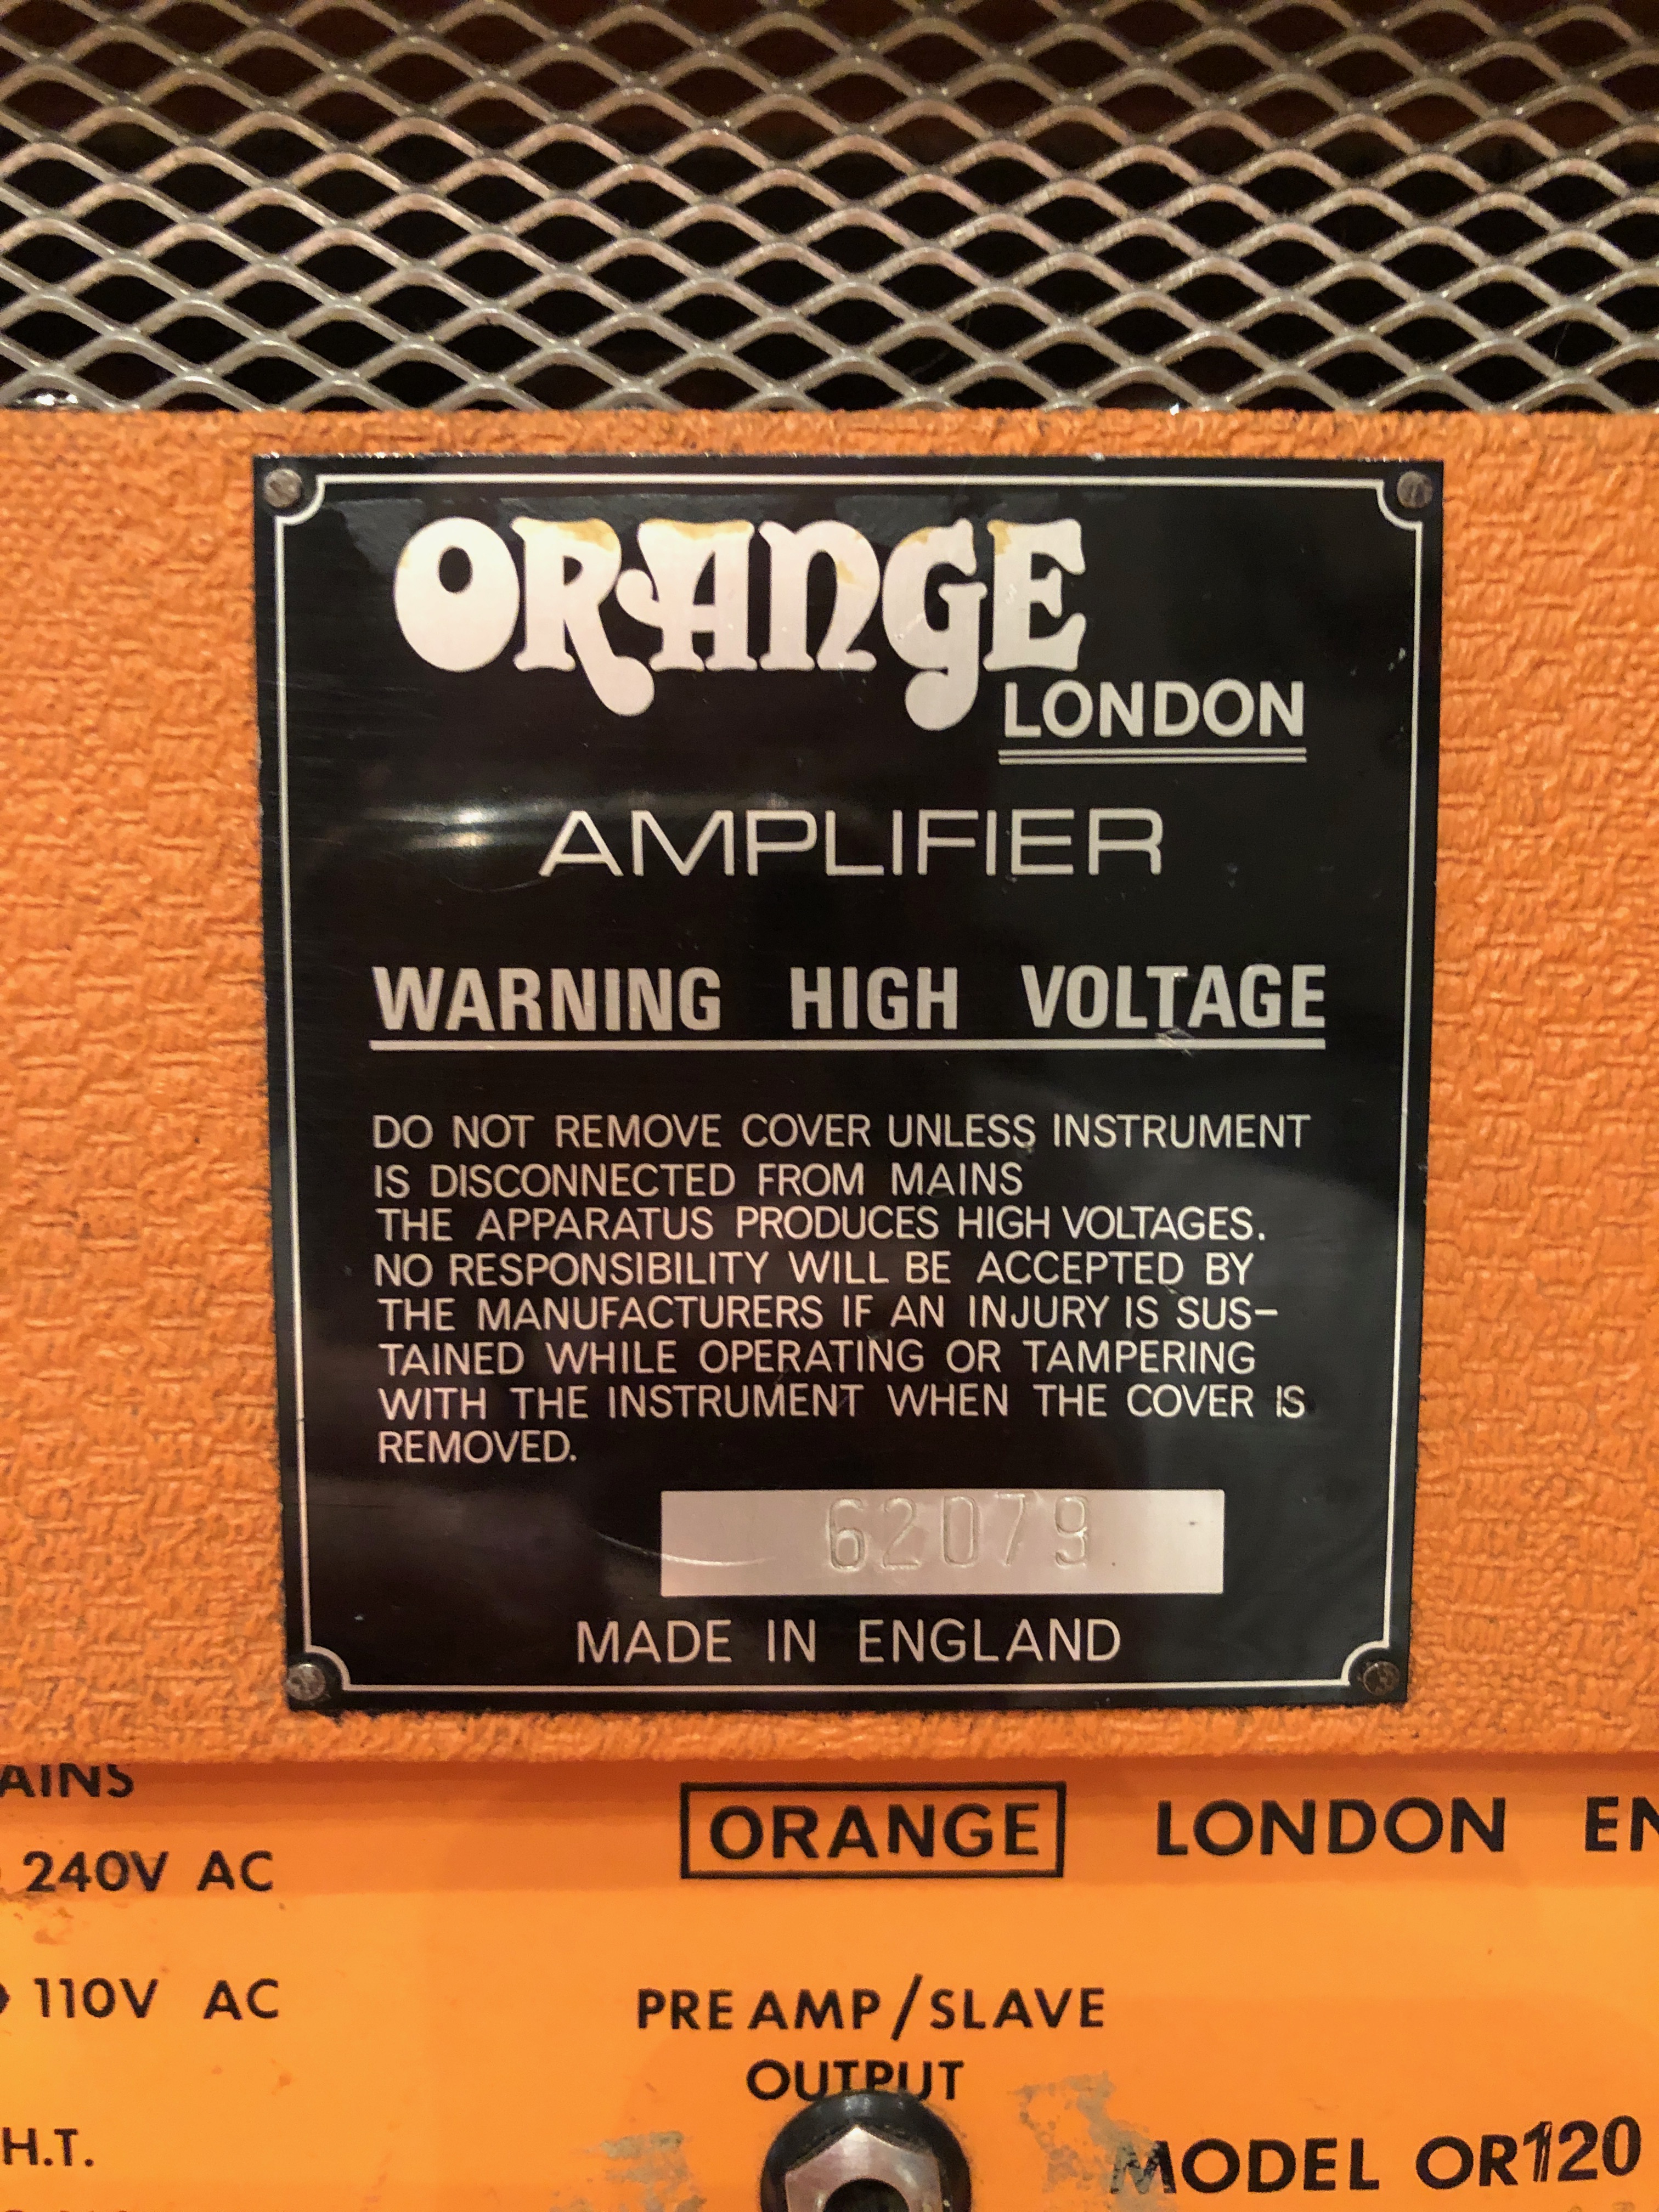 ORANGE
LONDON
AMPLIFIER
WARNING HIGH VOLTAGE
DO NOT REMOVE COVER UNLESS INSTRUMENT
IS DISCONNECTED FROM MAINS
THE APPARATUS PRODUCES HIGH VOLTAGES.
NO RESPONSIBILITY WILL BE ACCEPTED BY
THE MANUFACTURERS IF AN INJURY IS SUS–
TAINED WHILE OPERATING OR TAMPERING
WITH THE INSTRUMENT WHEN THE COVER IS
REMOVED.
62079
MADE IN ENGLAND
AINS
ORANGE LONDON EN
240V AC
110V AC
PRE AMP/SLAVE
OUTPUT
H.T.
MODEL OR120